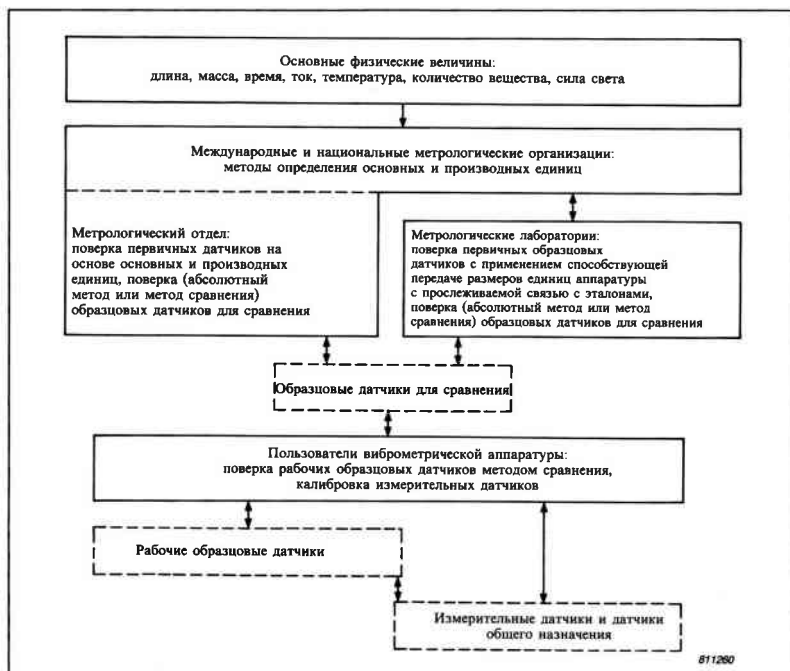 Основные физические величины:
длина, масса, время, ток, температура, количество вещества, сила света
Международные и национальные метрологические организации:
методы определения основных и производных единиц
Метрологический отдел:
поверка первичных датчиков на
основе основных и производных
единиц, поверка (абсолютный
метод или метод сравнения)
образцовых датчиков для сравнения
Метрологические лаборатории:
поверка первичных образцовых
датчиков с применением способствующей
передаче размеров единиц аппаратуры
с прослеживаемой связью с эталонами,
поверка (абсолютный метод или метод
сравнения) образцовых датчиков для сравнения
Образцовые датчики для сравнения
Пользователи виброметрической аппаратуры:
поверка рабочих образцовых датчиков методом сравнения,
калибровка измерительных датчиков
Рабочие образцовые датчики
Измерительные датчики и датчики
общего назначения
811260